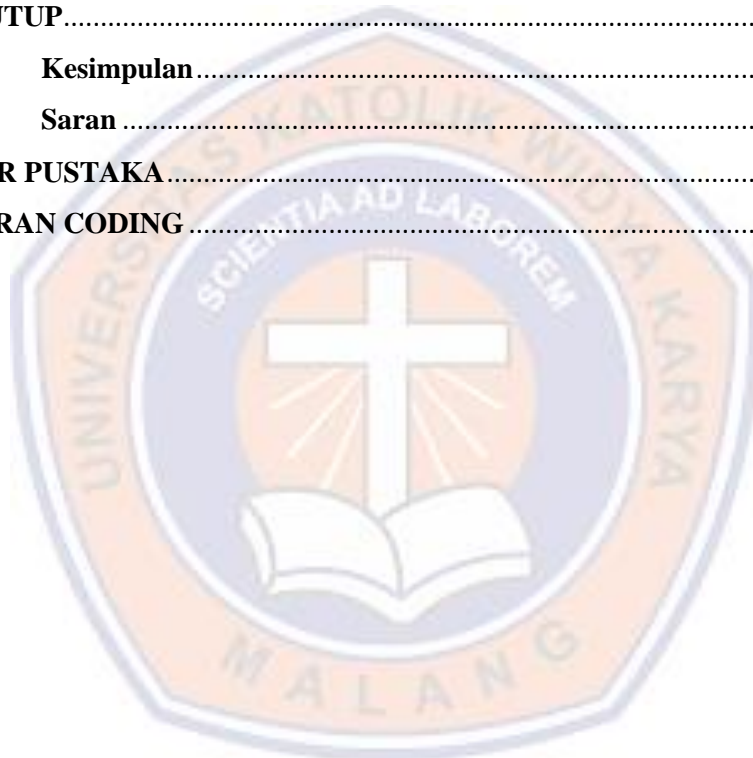 UTUP........................................................................
Kesimpulan........................................................................
Saran ........................................................................
R PUSTAKA........................................................................
RAN CODING ........................................................................
UNIVERSITAS KATOLIK WIDYA KARYA
SCIENTIA AD LABOREM
MALANG